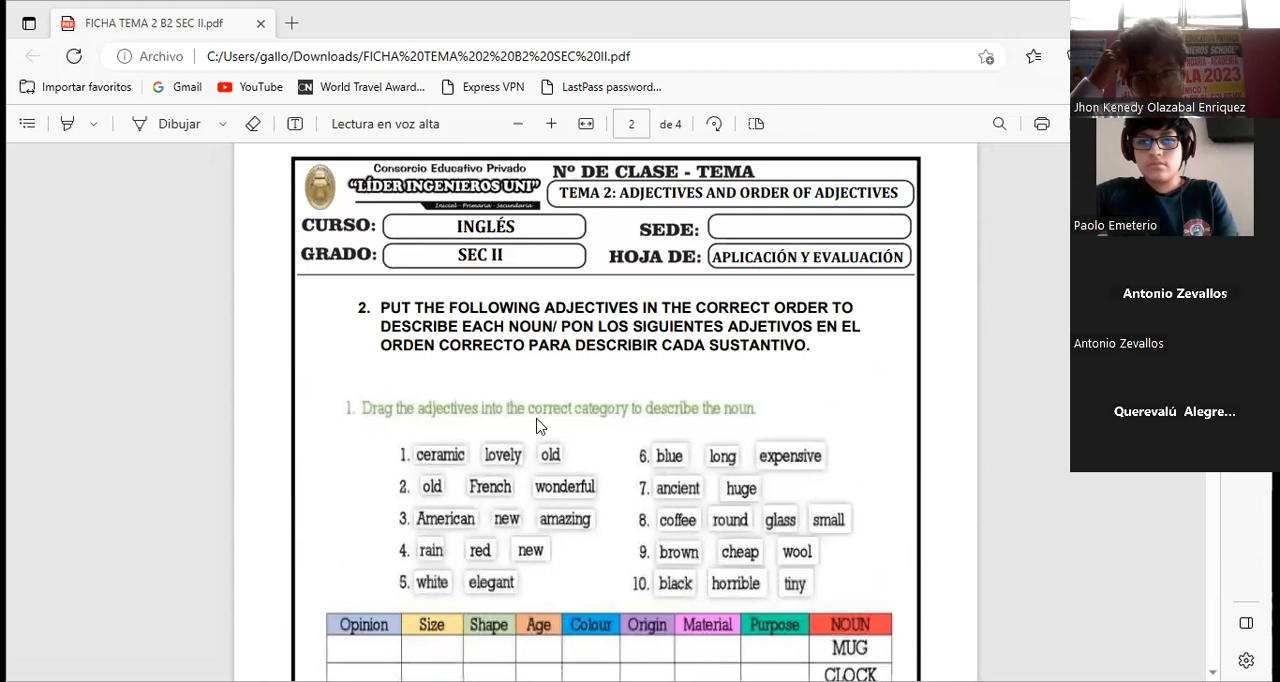 FICHA TEMA 2 B2 SEC II.pdf
Archivo
C:/Users/gallo/Downloads/FICHA%20TEMA%202%20B2%20SEC%20II.pdf
Importar favoritos
Gmail
YouTube
World Travel Award...
Express VPN
LastPass password...
Dibujar
Lectura en voz alta
2
de 4
Consorcio Educativo Privado
"LÍDER INGENIEROS UNI"
Inicial - Primaria - Secundaria
Nº DE CLASE - TEMA
TEMA 2: ADJECTIVES AND ORDER OF ADJECTIVES
CURSO: INGLÉS
SEDE:
GRADO: SEC II
HOJA DE: APLICACIÓN Y EVALUACIÓN
2. PUT THE FOLLOWING ADJECTIVES IN THE CORRECT ORDER TO
DESCRIBE EACH NOUN/ PON LOS SIGUIENTES ADJETIVOS EN EL
ORDEN CORRECTO PARA DESCRIBIR CADA SUSTANTIVO.
1. Drag the adjectives into the correct category to describe the noun.
1. ceramic lovely old
2. old French wonderful
3. American new amazing
4. rain red new
5. white elegant
6. blue long expensive
7. ancient huge
8. coffee round glass small
9. brown cheap wool
10. black horrible tiny
Opinion Size Shape Age Colour Origin Material Purpose NOUN
MUG
CLOCK
2023
Jhon Kenedy Olazabal Enriquez
Paolo Emeterio
Antonio Zevallos
Antonio Zevallos
Querevalú Alegre...